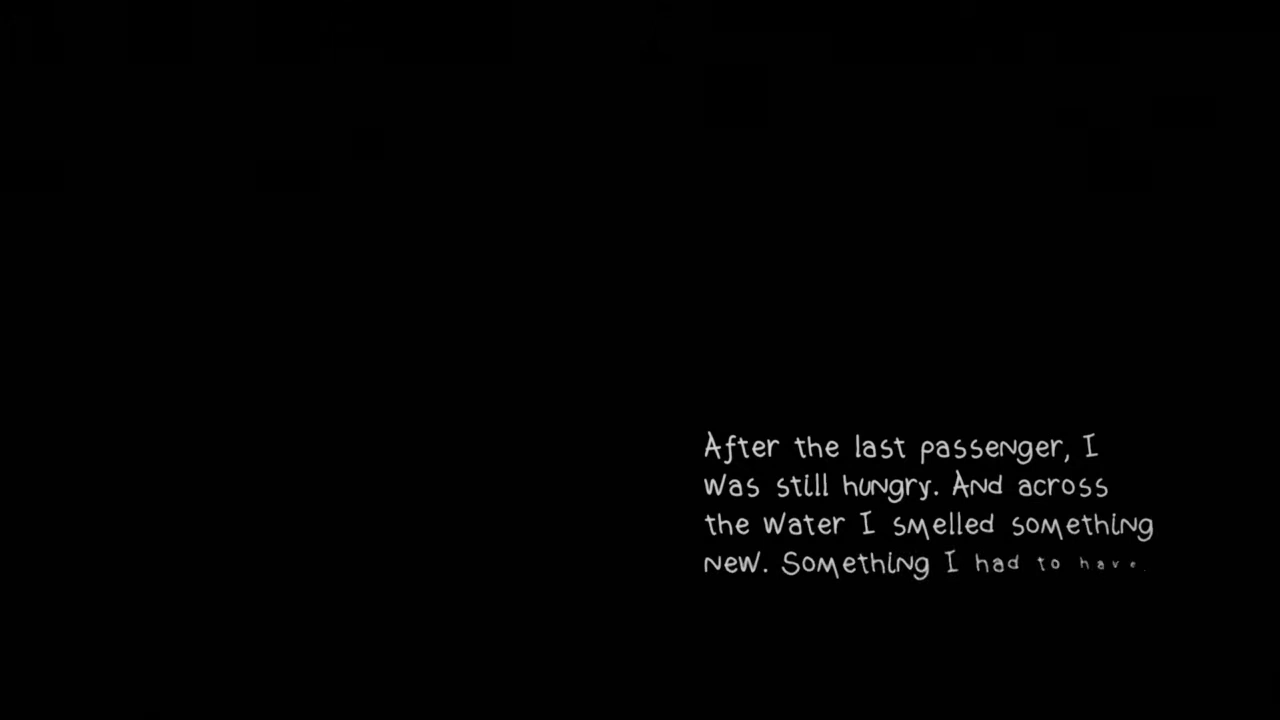 After the last passenger, I
was still hungry. And across
the water I smelled something
new. Something I had to have.